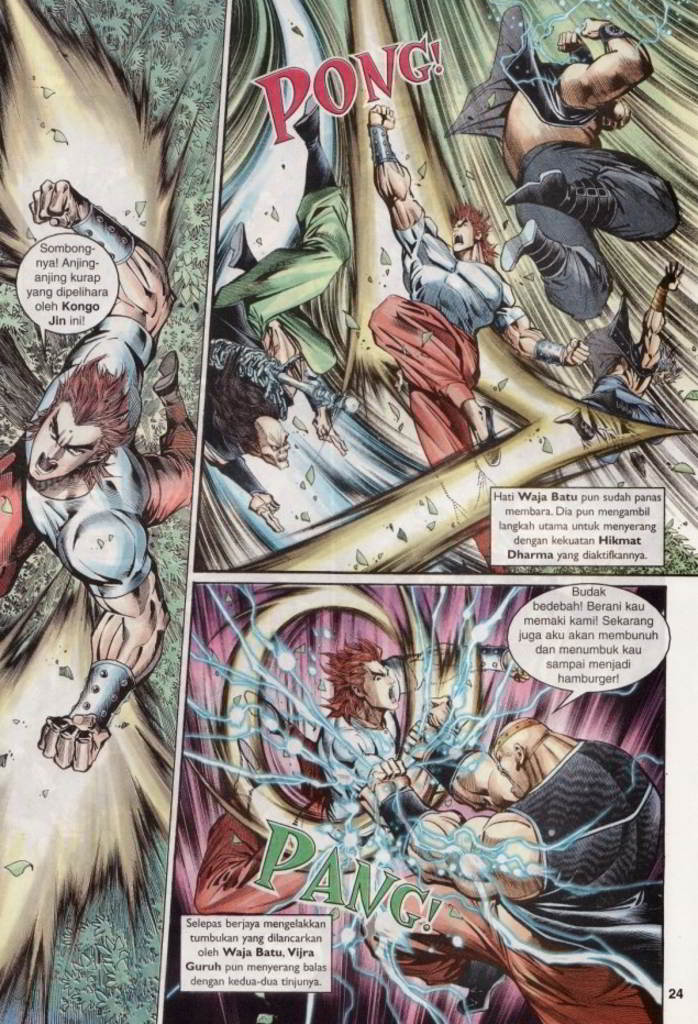 Sombong-
nya! Anjing-
anjing kurap
yang dipelihara
oleh Kongo
Jin ini!
PONG!
Hati Waja Batu pun sudah panas
membara. Dia pun mengambil
langkah utama untuk menyerang
dengan kekuatan Hikmat
Dharma yang diaktifkannya.
Budak
bedebah! Berani kau
memaki kami! Sekarang
juga aku akan membunuh
dan menumbuk kau
sampai menjadi
hamburger!
PANG!
Selepas berjaya mengelakkan
tumbukan yang dilancarkan
oleh Waja Batu, Vijra
Guruh pun menyerang balas
dengan kedua-dua tinjunya.
24